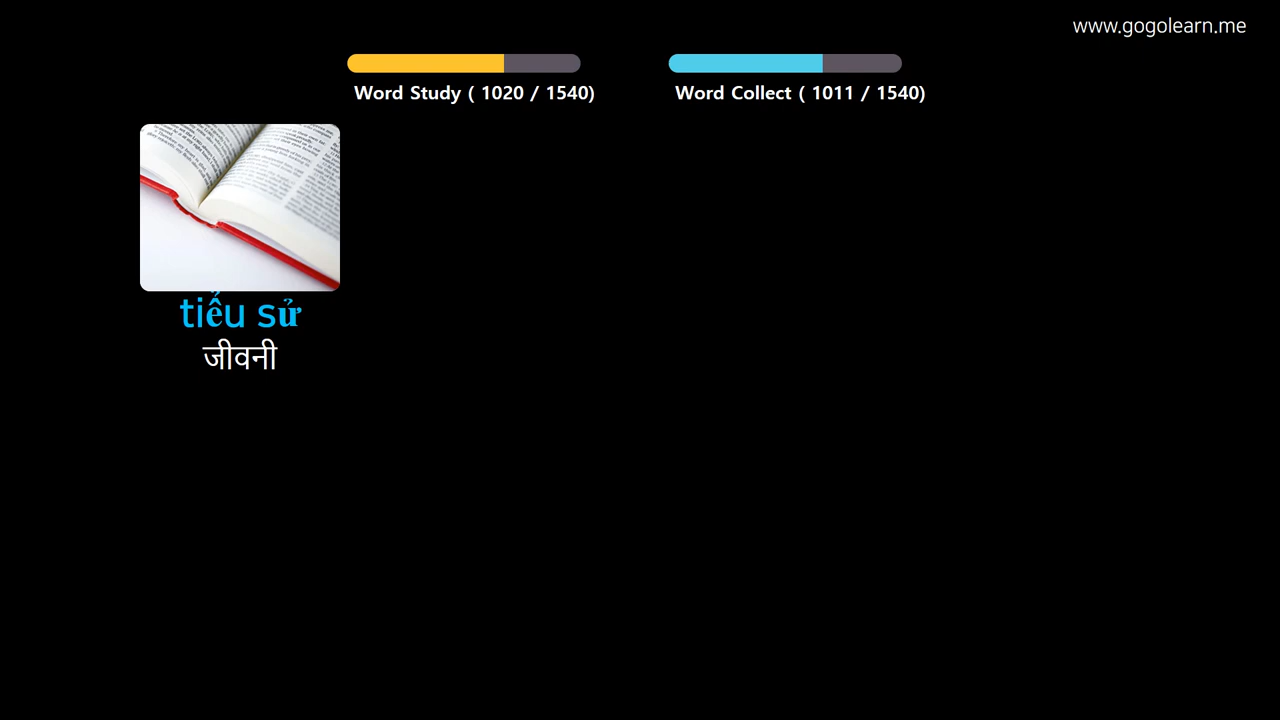 www.gogolearn.me
Word Study ( 1020 / 1540)
Word Collect ( 1011 / 1540)
tiểu sử
जीवनी